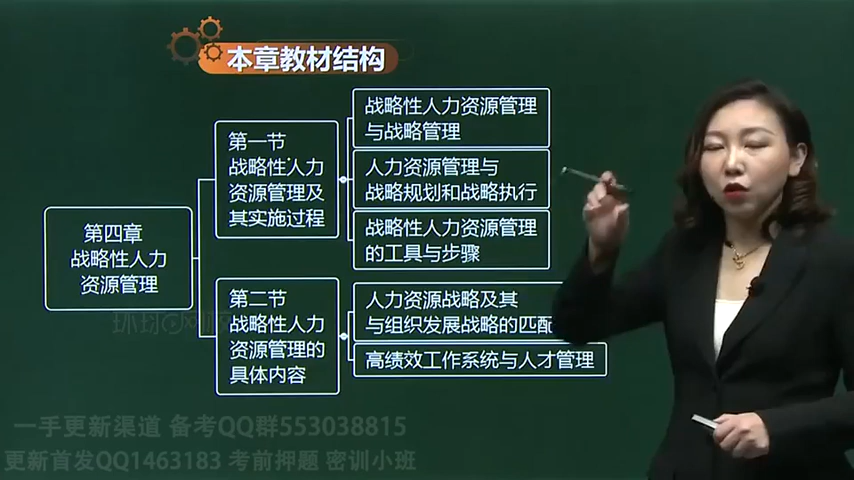 本章教材结构
战略性人力资源管理
与战略管理
第一节
战略性人力
资源管理及
其实施过程
人力资源管理与
战略规划和战略执行
战略性人力资源管理
的工具与步骤
第四章
战略性人力
资源管理
第二节
战略性人力
资源管理的
具体内容
人力资源战略及其
与组织发展战略的匹配
高绩效工作系统与人才管理
环球网校
一手更新渠道 备考QQ群553038815
更新首发QQ1463183 考前押题 密训小班